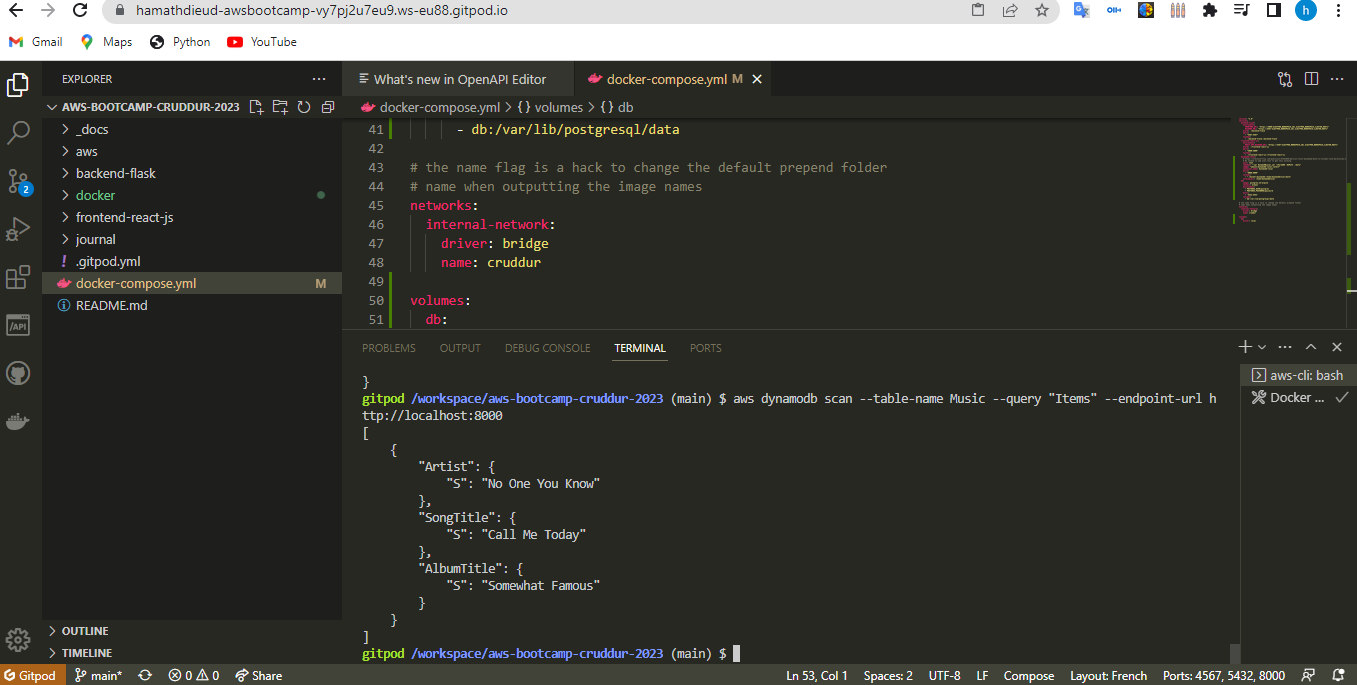 hamathdieud-awsbootcamp-vy7pj2u7eu9.ws-eu88.gitpod.io
h
Gmail Maps Python YouTube
EXPLORER
What's new in OpenAPI Editor docker-compose.yml M
AWS-BOOTCAMP-CRUDDUR-2023
docker-compose.yml > {} volumes > {} db
_docs
aws
backend-flask
docker
frontend-react-js
journal
.gitpod.yml
docker-compose.yml M
README.md
2
/API
41 - db:/var/lib/postgresql/data
42
43 # the name flag is a hack to change the default prepend folder
44 # name when outputting the image names
45 networks:
46 internal-network:
47 driver: bridge
48 name: cruddur
49
50 volumes:
51 db:
PROBLEMS OUTPUT DEBUG CONSOLE TERMINAL PORTS
aws-cli: bash
Docker ...
}
gitpod /workspace/aws-bootcamp-cruddur-2023 (main) $ aws dynamodb scan --table-name Music --query "Items" --endpoint-url h
ttp://localhost:8000
[
{
"Artist": {
"S": "No One You Know"
},
"SongTitle": {
"S": "Call Me Today"
},
"AlbumTitle": {
"S": "Somewhat Famous"
}
}
]
gitpod /workspace/aws-bootcamp-cruddur-2023 (main) $
OUTLINE
TIMELINE
Gitpod main* 0 0 Share Ln 53, Col 1 Spaces: 2 UTF-8 LF Compose Layout: French Ports: 4567, 5432, 8000